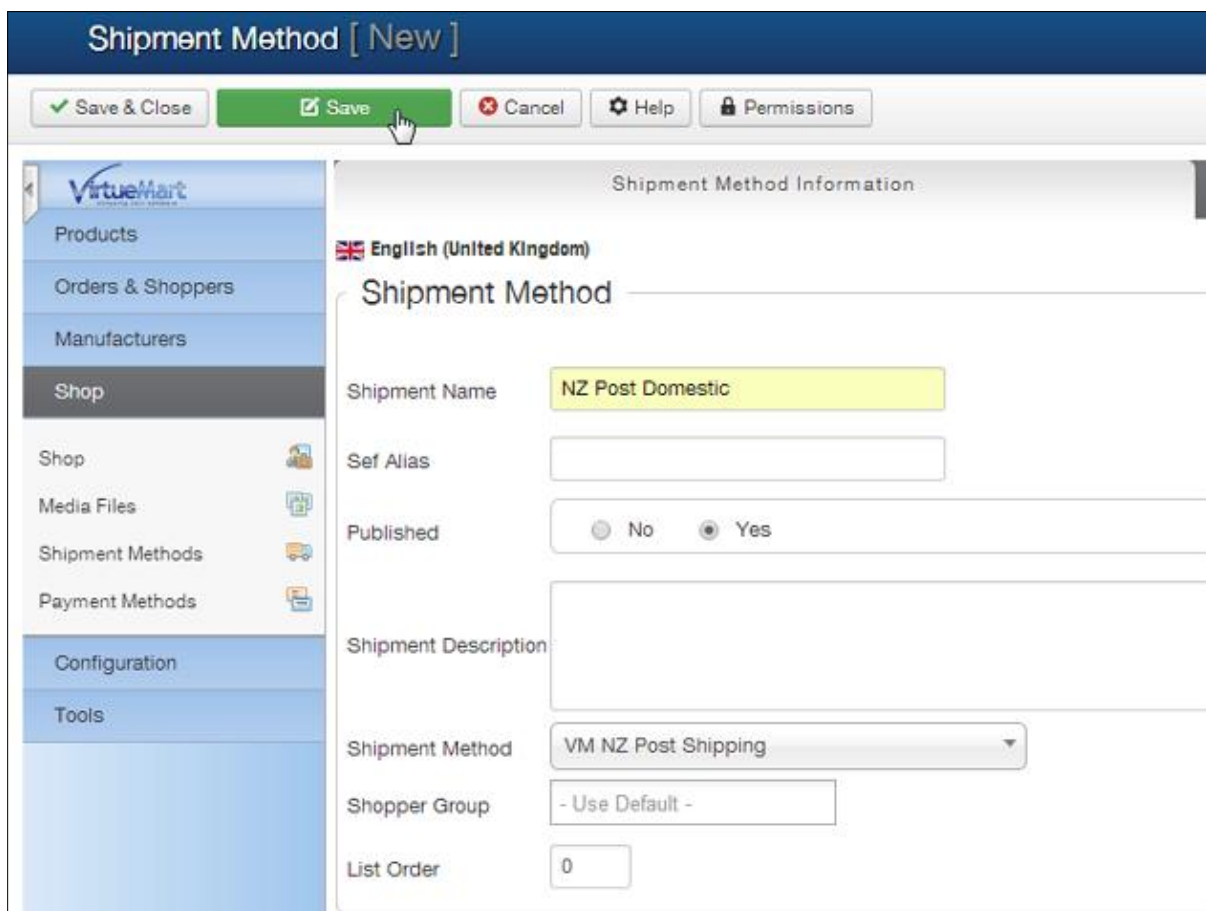 Shipment Method [ New ]
Save & Close Save Cancel Help Permissions
VirtueMart
Products
Orders & Shoppers
Manufacturers
Shop
Shop
Media Files
Shipment Methods
Payment Methods
Configuration
Tools
Shipment Method Information
English (United Kingdom)
Shipment Method
Shipment Name NZ Post Domestic
Sef Alias
Published No Yes
Shipment Description
Shipment Method VM NZ Post Shipping
Shopper Group - Use Default -
List Order 0